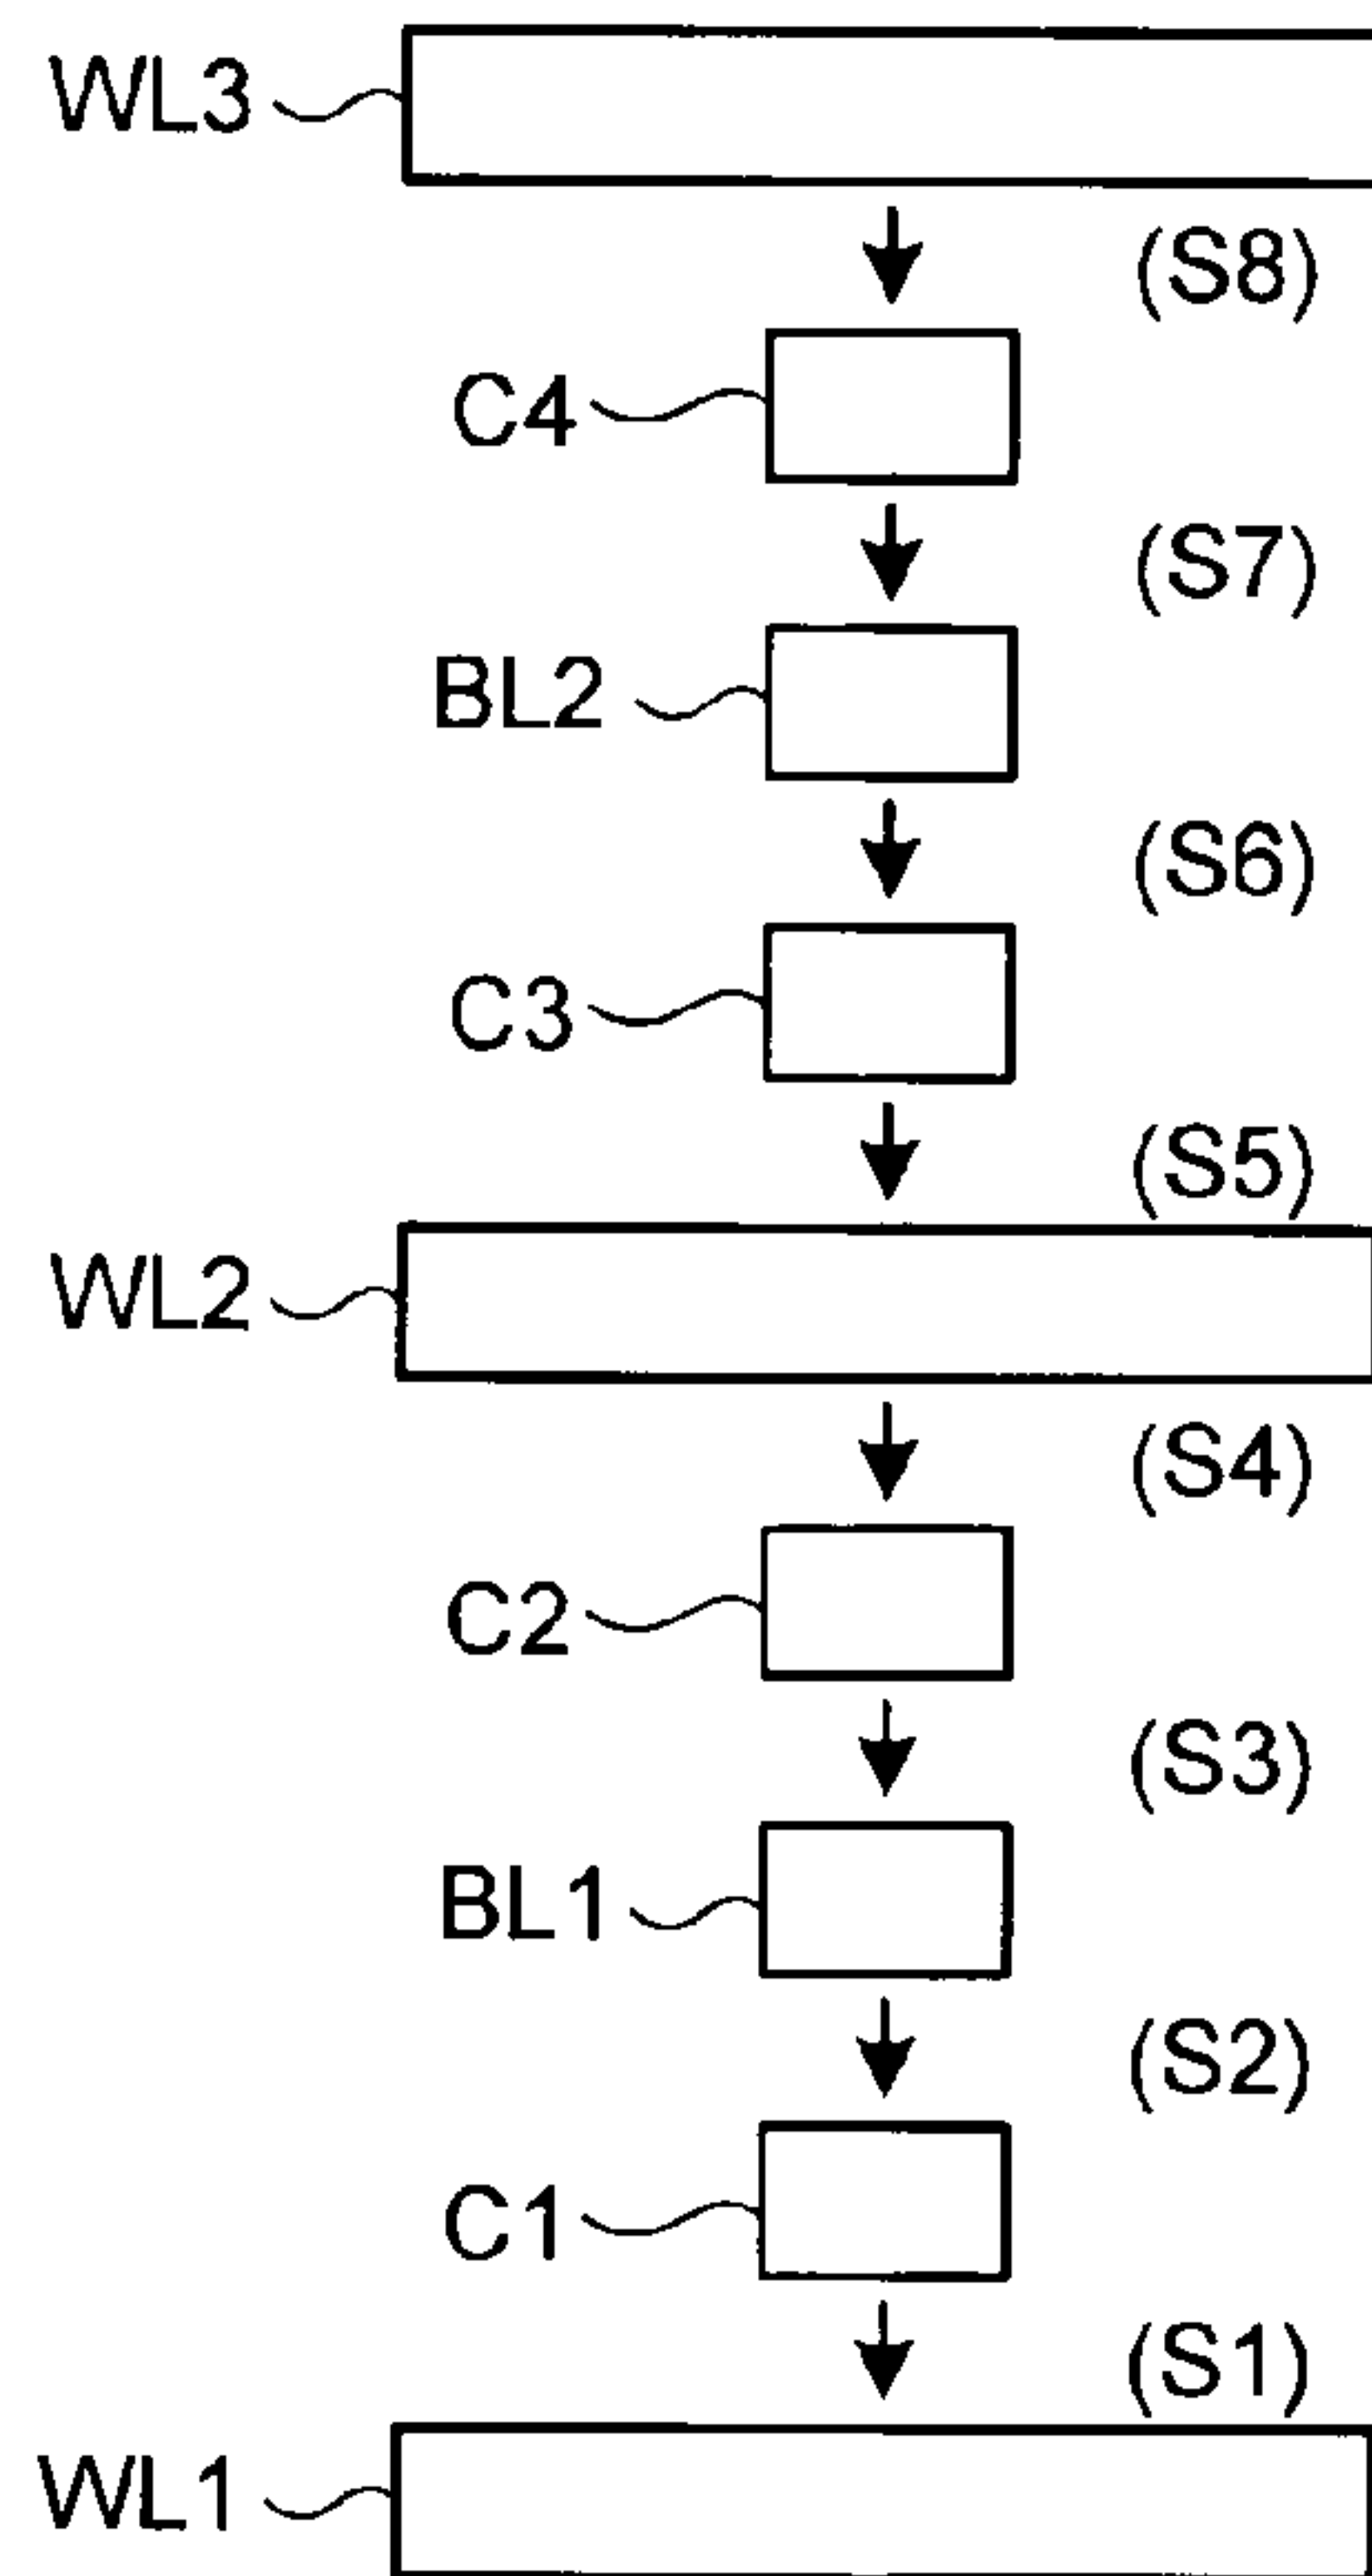 WL3
(S8)
C4
(S7)
BL2
(S6)
C3
(S5)
WL2
(S4)
C2
(S3)
BL1
(S2)
C1
(S1)
WL1